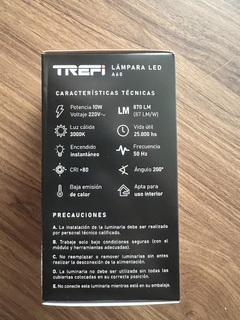 TREFi
LÁMPARA LED
A60
CARACTERÍSTICAS TÉCNICAS
Potencia 10W
Voltaje 220V~
LM
870 LM
(87 LM/W)
Luz cálida
3000K
Vida útil
25.000 hs
Encendido
instantáneo
Frecuencia
50 Hz
CRI >80
Ángulo 200°
Baja emisión
de calor
Apta para
uso interior
PRECAUCIONES
A. La instalación de la luminaria debe ser realizada
por personal técnico calificado.
B. Trabaje solo bajo condiciones seguras (con el
módulo y herramientas adecuadas).
C. No reemplazar o remover luminarias sin antes
realizar la desconexión de la alimentación.
D. La luminaria no debe ser utilizada sin todas las
cubiertas colocadas en el cuerpo de la misma.
E. No conecte esta luminaria mientras está en su embalaje.